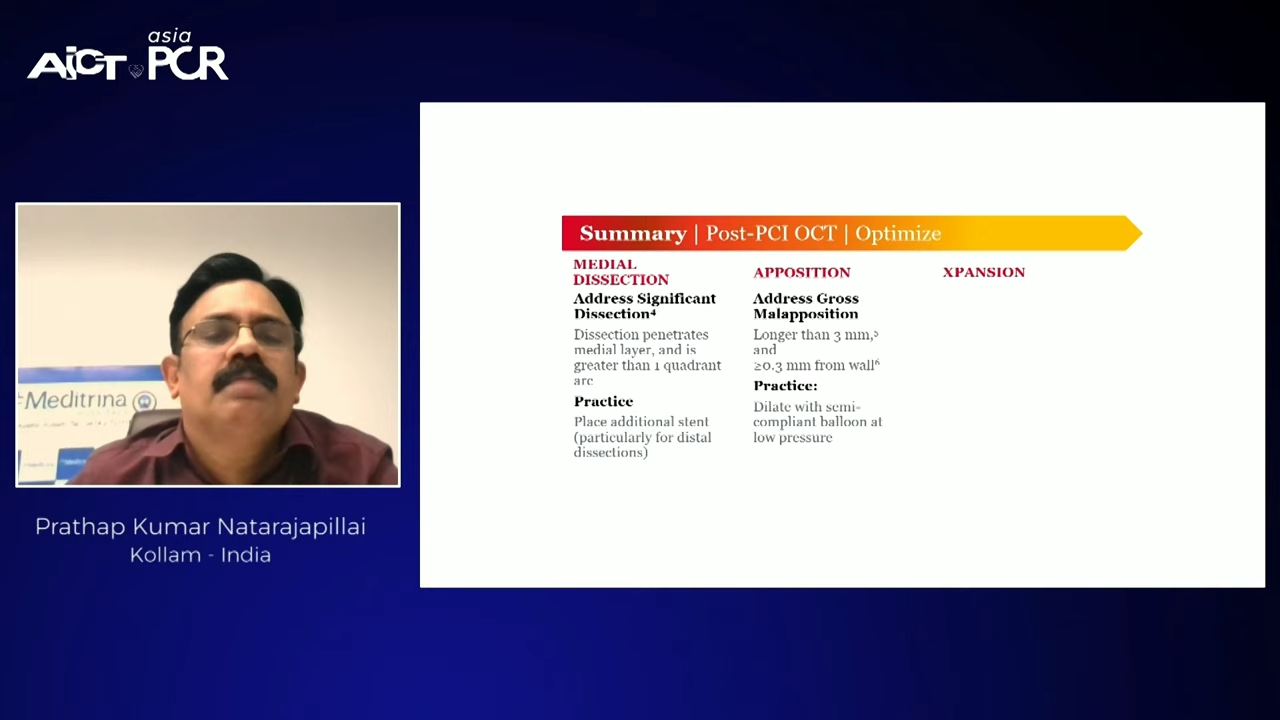 asia
AICT PCR
Meditrina
Prathap Kumar Natarajapillai
Kollam - India
Summary | Post-PCI OCT | Optimize
MEDIAL
DISSECTION
Address Significant
Dissection⁴
Dissection penetrates
medial layer, and is
greater than 1 quadrant
arc
Practice
Place additional stent
(particularly for distal
dissections)
APPOSITION
Address Gross
Malapposition
Longer than 3 mm,⁵
and
≥0.3 mm from wall⁶
Practice:
Dilate with semi-
compliant balloon at
low pressure
XPANSION